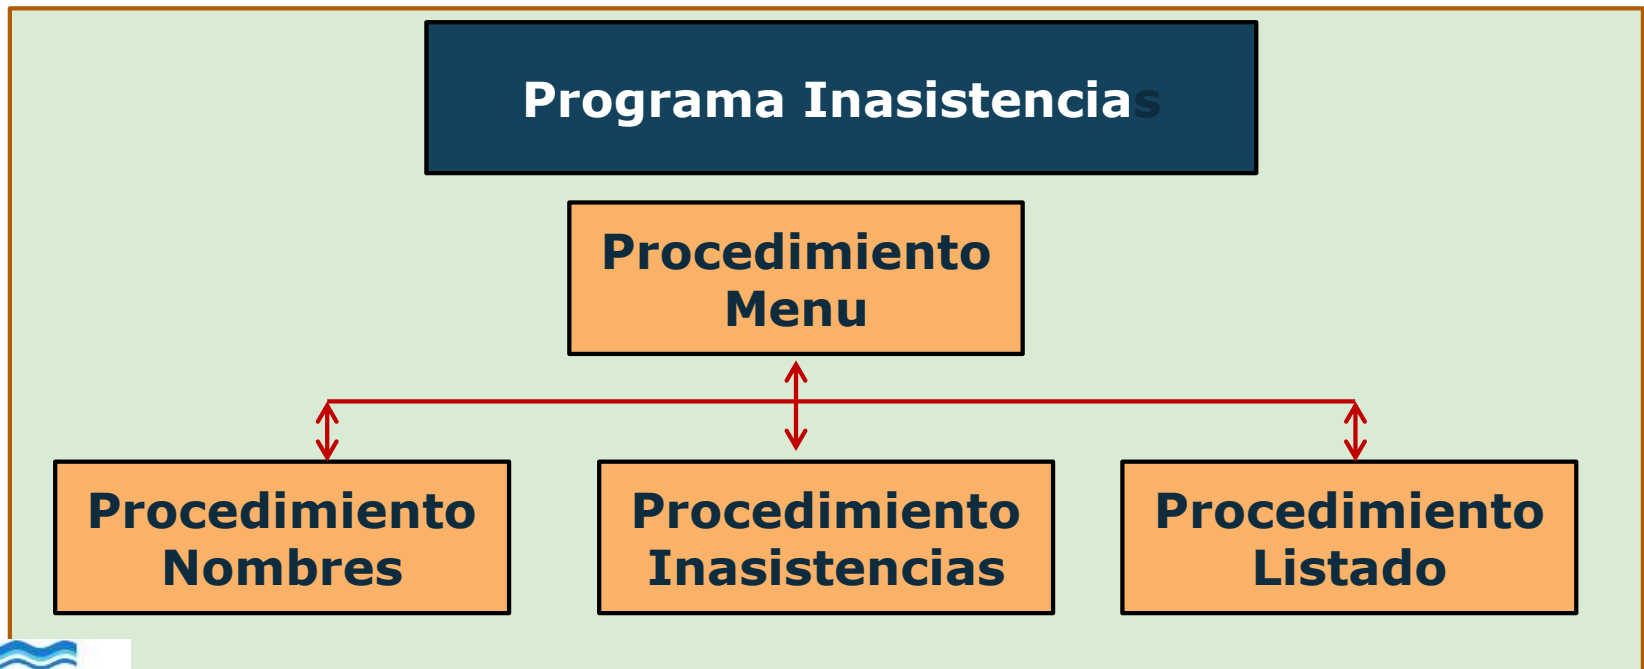 Programa Inasistencias
Procedimiento
Menu
Procedimiento
Nombres
Procedimiento
Inasistencias
Procedimiento
Listado